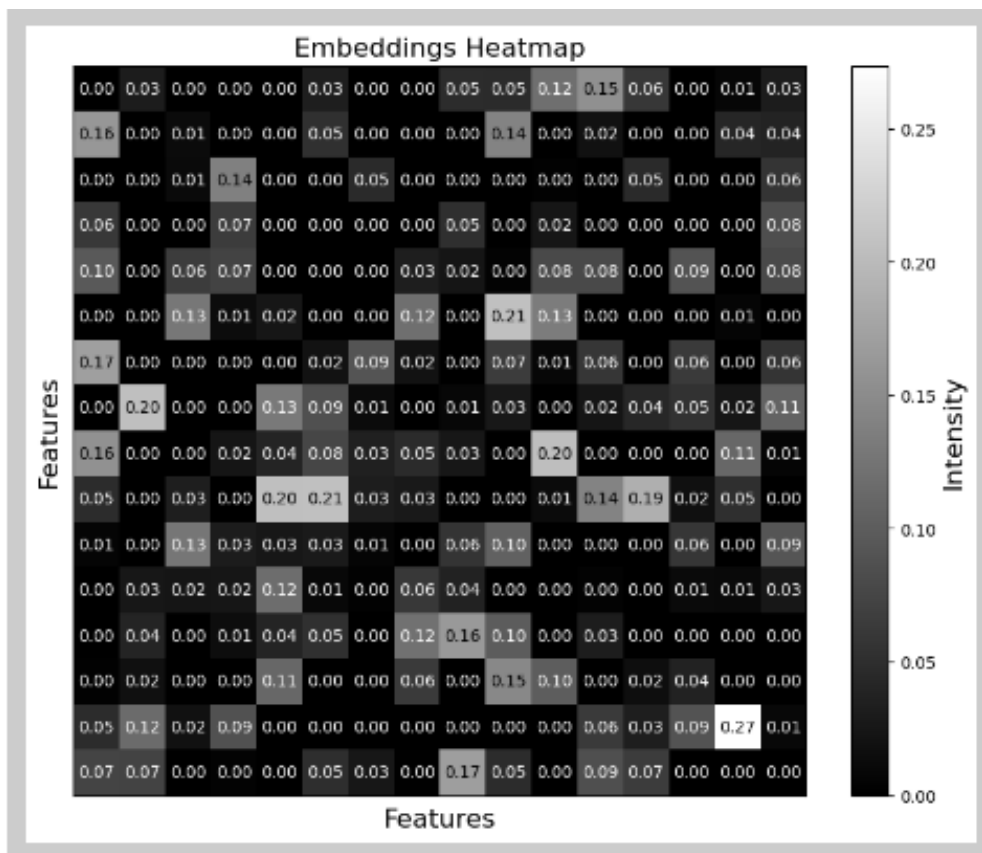 Embeddings Heatmap
0.00 0.03 0.00 0.00 0.00 0.03 0.00 0.00 0.05 0.05 0.12 0.15 0.06 0.00 0.01 0.03
0.16 0.00 0.01 0.00 0.00 0.05 0.00 0.00 0.00 0.14 0.00 0.02 0.00 0.00 0.04 0.04
0.00 0.00 0.01 0.14 0.00 0.00 0.05 0.00 0.00 0.00 0.00 0.00 0.05 0.00 0.00 0.06
0.06 0.00 0.00 0.07 0.00 0.00 0.00 0.00 0.05 0.00 0.02 0.00 0.00 0.00 0.00 0.08
0.10 0.00 0.06 0.07 0.00 0.00 0.00 0.03 0.02 0.00 0.08 0.08 0.00 0.09 0.00 0.08
0.00 0.00 0.13 0.01 0.02 0.00 0.00 0.12 0.00 0.21 0.13 0.00 0.00 0.00 0.01 0.00
0.17 0.00 0.00 0.00 0.00 0.02 0.09 0.02 0.00 0.07 0.01 0.06 0.00 0.06 0.00 0.06
0.00 0.20 0.00 0.00 0.13 0.09 0.01 0.00 0.01 0.03 0.00 0.02 0.04 0.05 0.02 0.11
0.16 0.00 0.00 0.02 0.04 0.08 0.03 0.05 0.03 0.00 0.20 0.00 0.00 0.00 0.11 0.01
0.05 0.00 0.03 0.00 0.20 0.21 0.03 0.03 0.00 0.00 0.01 0.14 0.19 0.02 0.05 0.00
0.01 0.00 0.13 0.03 0.03 0.03 0.01 0.00 0.06 0.10 0.00 0.00 0.00 0.06 0.00 0.09
0.00 0.03 0.02 0.02 0.12 0.01 0.00 0.06 0.04 0.00 0.00 0.00 0.00 0.01 0.01 0.03
0.00 0.04 0.00 0.01 0.04 0.05 0.00 0.12 0.16 0.10 0.00 0.03 0.00 0.00 0.00 0.00
0.00 0.02 0.00 0.00 0.11 0.00 0.00 0.06 0.00 0.15 0.10 0.00 0.02 0.04 0.00 0.00
0.05 0.12 0.02 0.09 0.00 0.00 0.00 0.00 0.00 0.00 0.00 0.06 0.03 0.09 0.27 0.01
0.07 0.07 0.00 0.00 0.00 0.05 0.03 0.00 0.17 0.05 0.00 0.09 0.07 0.00 0.00 0.00
Features
Features
0.25
0.20
0.15
0.10
0.05
0.00
Intensity